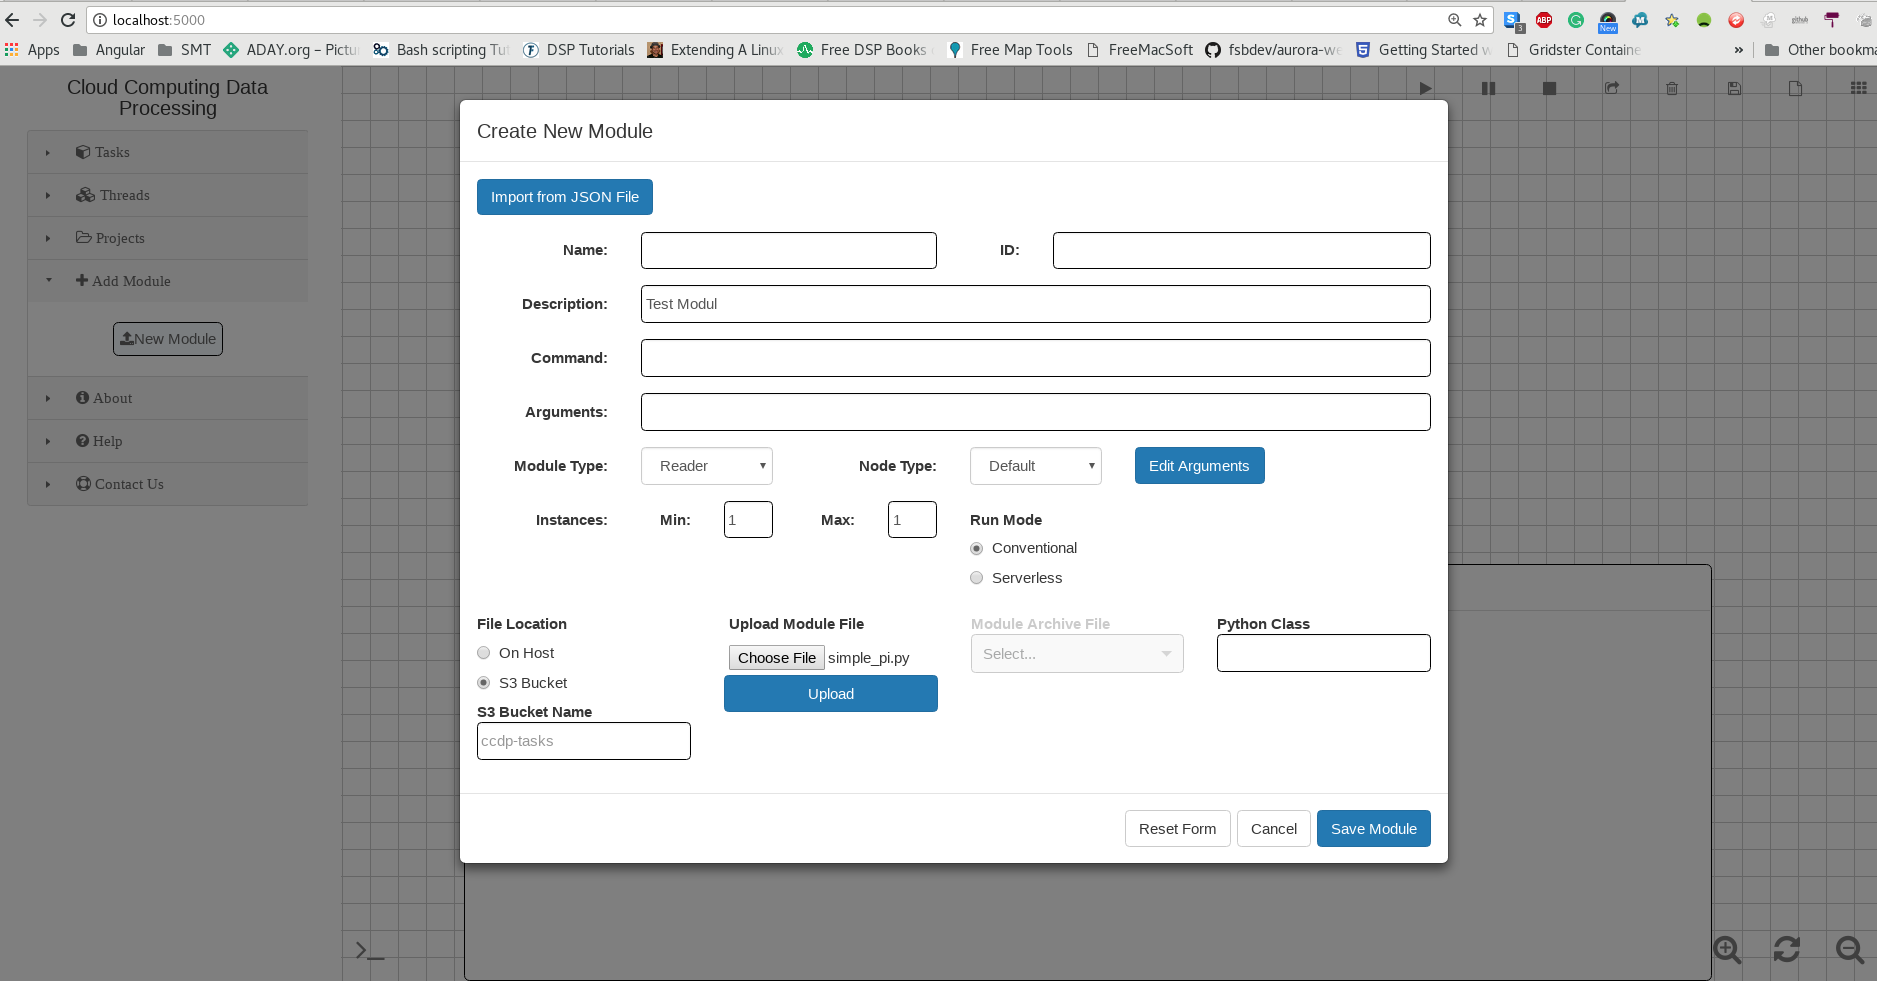 localhost:5000
3
ABP
New
github
Apps
Angular
SMT
ADAY.org – Pictu
Bash scripting Tut
DSP Tutorials
Extending A Linux
Free DSP Books
Free Map Tools
FreeMacSoft
fsbdev/aurora-we
Getting Started w
Gridster Containe
»
Other bookma
Cloud Computing Data
Processing
Tasks
Threads
Projects
Add Module
New Module
About
Help
Contact Us
Create New Module
Import from JSON File
Name:
ID:
Description:
Test Modul
Command:
Arguments:
Module Type:
Reader
Node Type:
Default
Edit Arguments
Instances:
Min:
1
Max:
1
Run Mode
Conventional
Serverless
File Location
On Host
S3 Bucket
S3 Bucket Name
ccdp-tasks
Upload Module File
Choose File simple_pi.py
Upload
Module Archive File
Select...
Python Class
Reset Form
Cancel
Save Module
>_